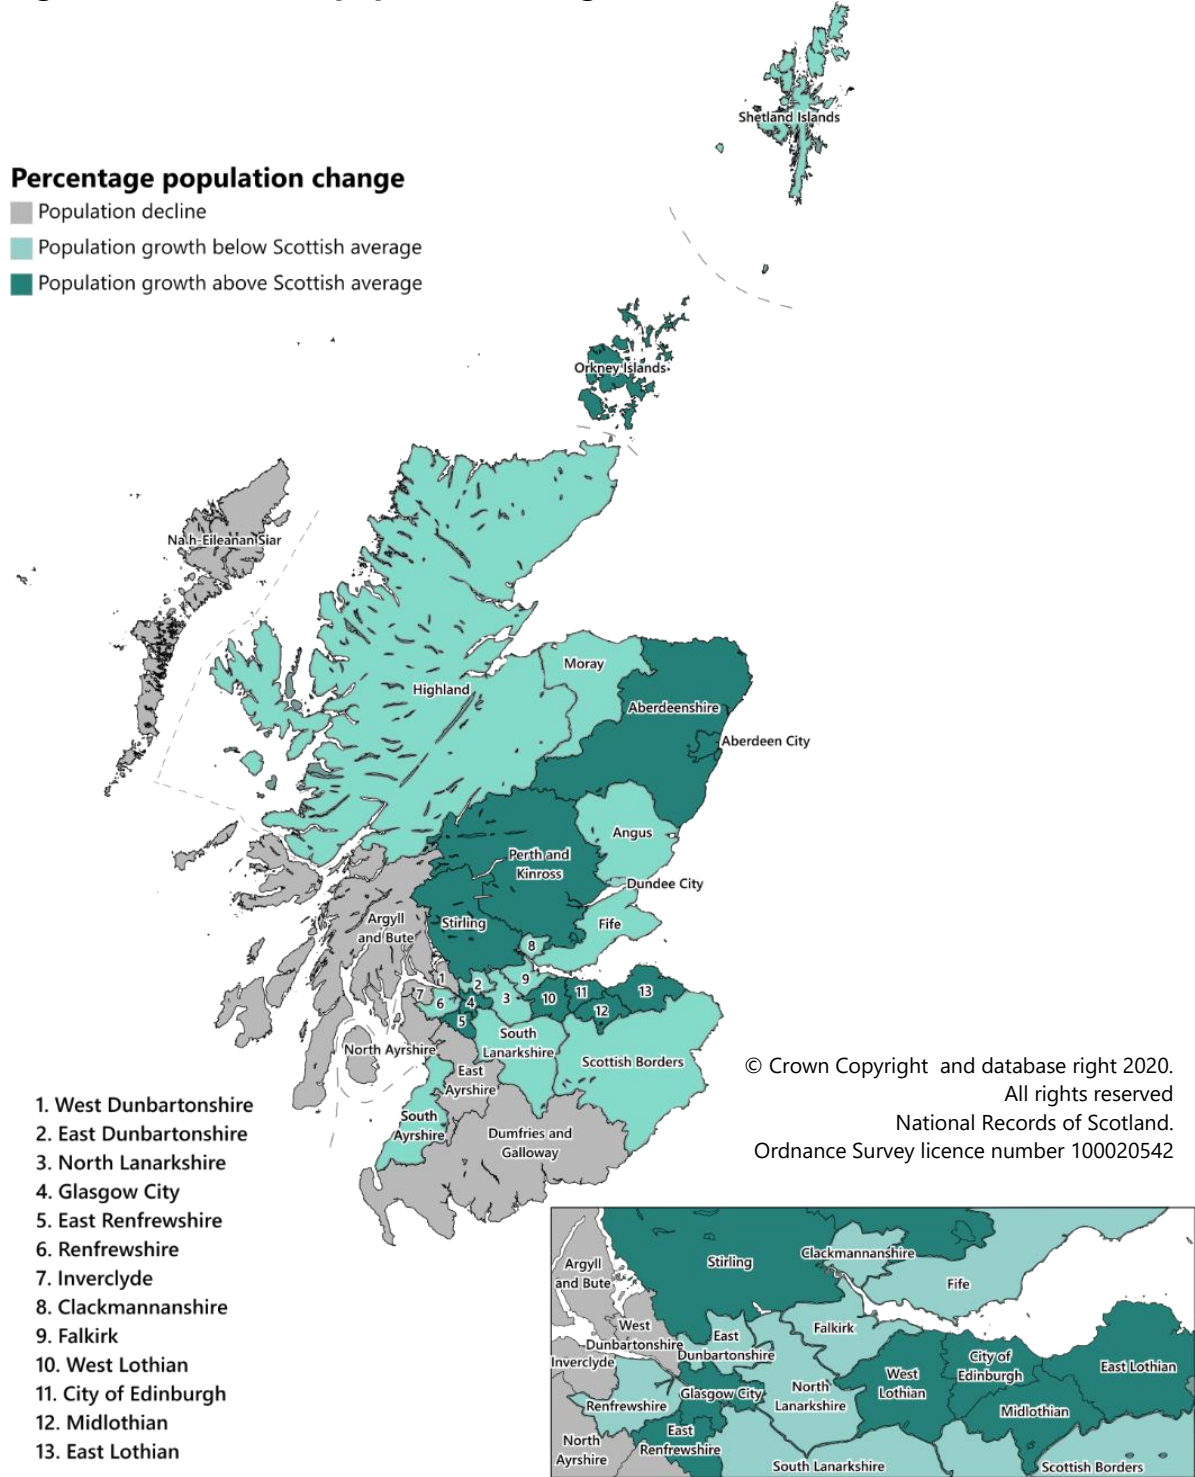 Percentage population change
Population decline
Population growth below Scottish average
Population growth above Scottish average
Shetland Islands
Orkney Islands
Na h-Eileanan Siar
Highland
Moray
Aberdeenshire
Aberdeen City
Angus
Perth and
Kinross
Dundee City
Argyll
and Bute
Stirling
Fife
8
1
2
9
7
6
4
3
10
11
13
12
5
South
Lanarkshire
North Ayrshire
East
Ayrshire
Scottish Borders
South
Ayrshire
Dumfries and
Galloway
© Crown Copyright and database right 2020.
All rights reserved
National Records of Scotland.
Ordnance Survey licence number 100020542
1. West Dunbartonshire
2. East Dunbartonshire
3. North Lanarkshire
4. Glasgow City
5. East Renfrewshire
6. Renfrewshire
7. Inverclyde
8. Clackmannanshire
9. Falkirk
10. West Lothian
11. City of Edinburgh
12. Midlothian
13. East Lothian
Argyll
and Bute
Stirling
Clackmannanshire
Fife
West
Dunbartonshire
East
Dunbartonshire
Falkirk
Inverclyde
City of
Edinburgh
East Lothian
West
Lothian
Renfrewshire
Glasgow City
North
Lanarkshire
Midlothian
North
Ayrshire
East
Renfrewshire
South Lanarkshire
Scottish Borders